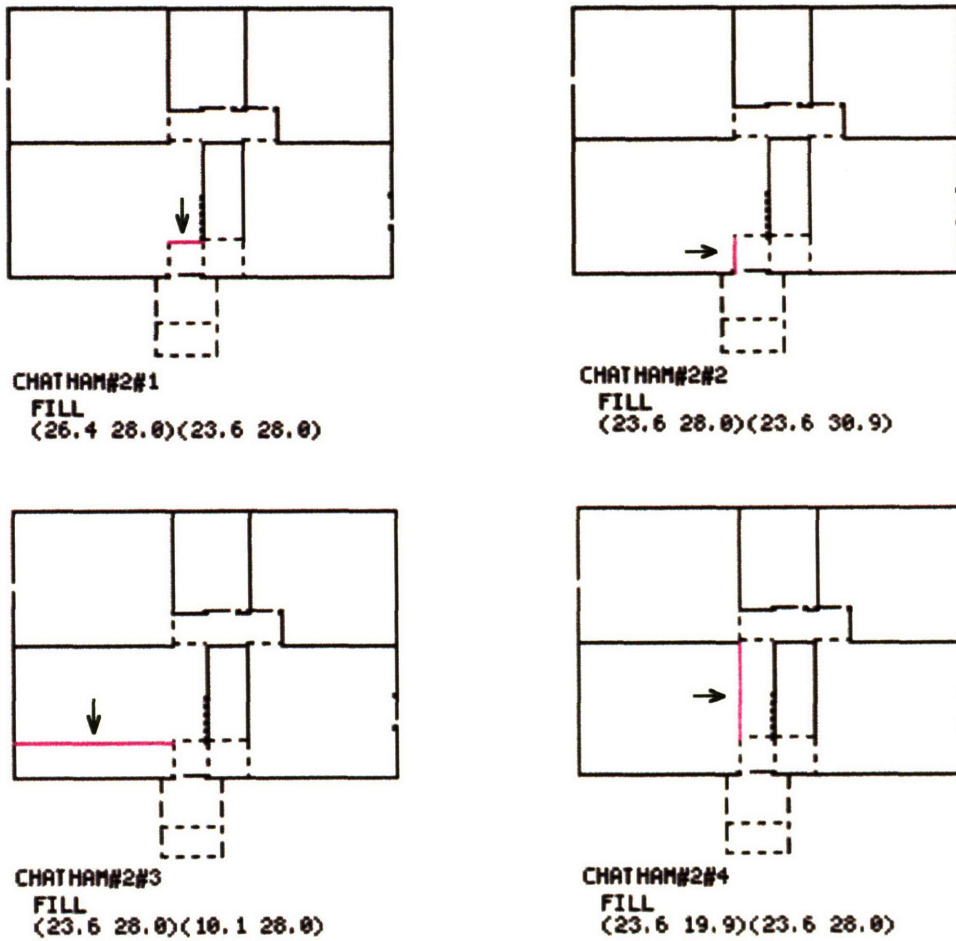 CHATHAM#2#1
FILL
(26.4 28.0)(23.6 28.0)
CHATHAM#2#2
FILL
(23.6 28.0)(23.6 30.9)
CHATHAM#2#3
FILL
(23.6 28.0)(10.1 28.0)
CHATHAM#2#4
FILL
(23.6 19.9)(23.6 28.0)